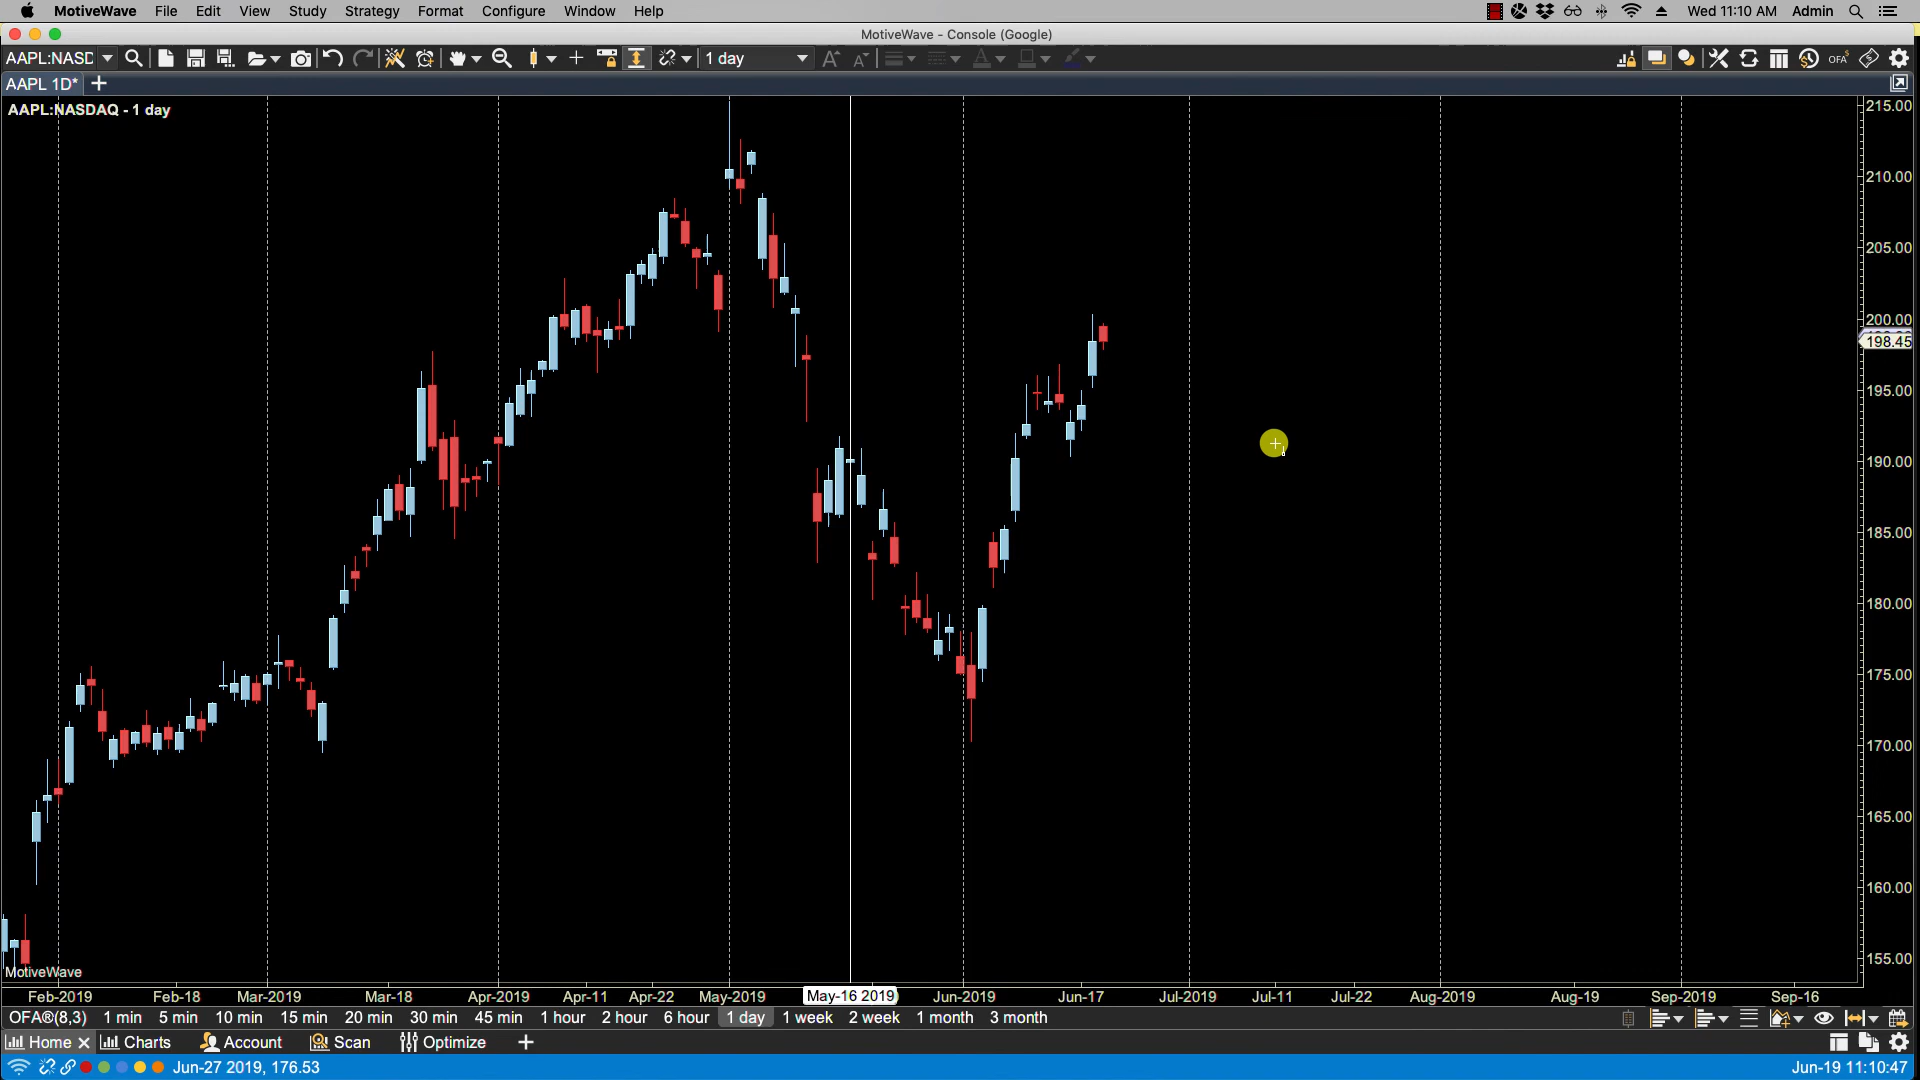 MotiveWave File Edit View Study Strategy Format Configure Window Help Wed 11:10 AM Admin
MotiveWave - Console (Google)
AAPL:NASD 1 day OFA
AAPL 1D*
AAPL:NASDAQ - 1 day
215.00
210.00
205.00
200.00
198.45
195.00
190.00
185.00
180.00
175.00
170.00
165.00
160.00
155.00
MotiveWave
Feb-2019 Feb-18 Mar-2019 Mar-18 Apr-2019 Apr-11 Apr-22 May-2019 May-16 2019 Jun-2019 Jun-17 Jul-2019 Jul-11 Jul-22 Aug-2019 Aug-19 Sep-2019 Sep-16
OFA®(8,3) 1 min 5 min 10 min 15 min 20 min 30 min 45 min 1 hour 2 hour 6 hour 1 day 1 week 2 week 1 month 3 month
Home Charts Account Scan Optimize
Jun-27 2019, 176.53 Jun-19 11:10:47